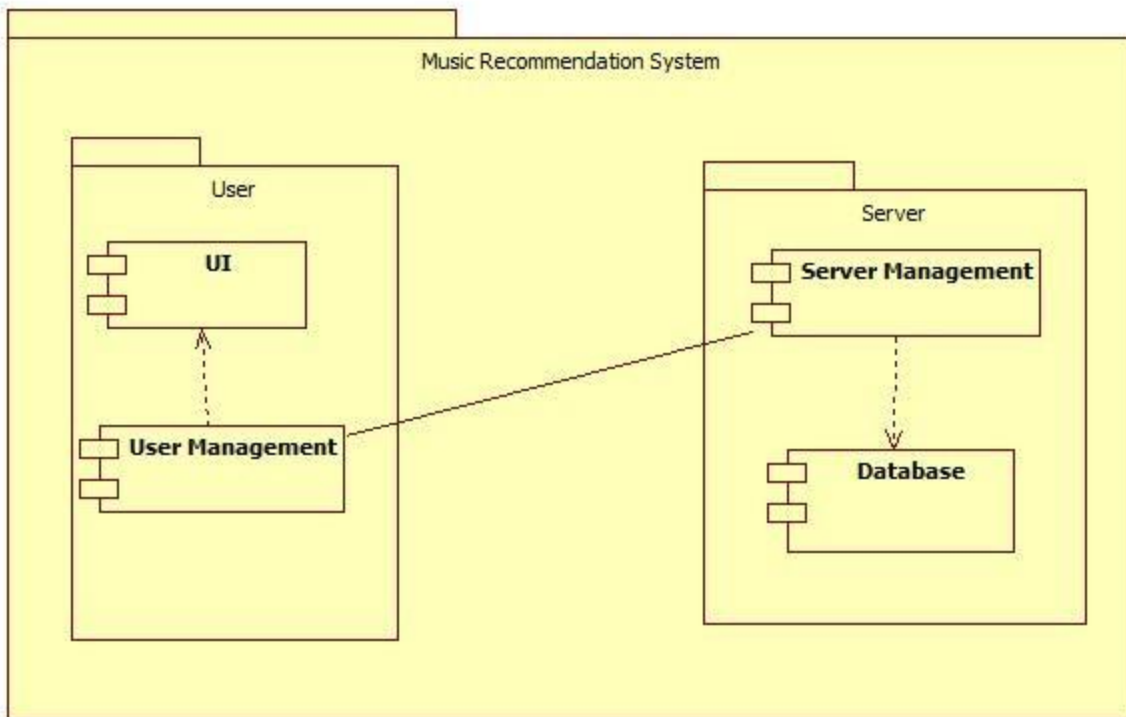 Music Recommendation System
User
UI
User Management
Server
Server Management
Database